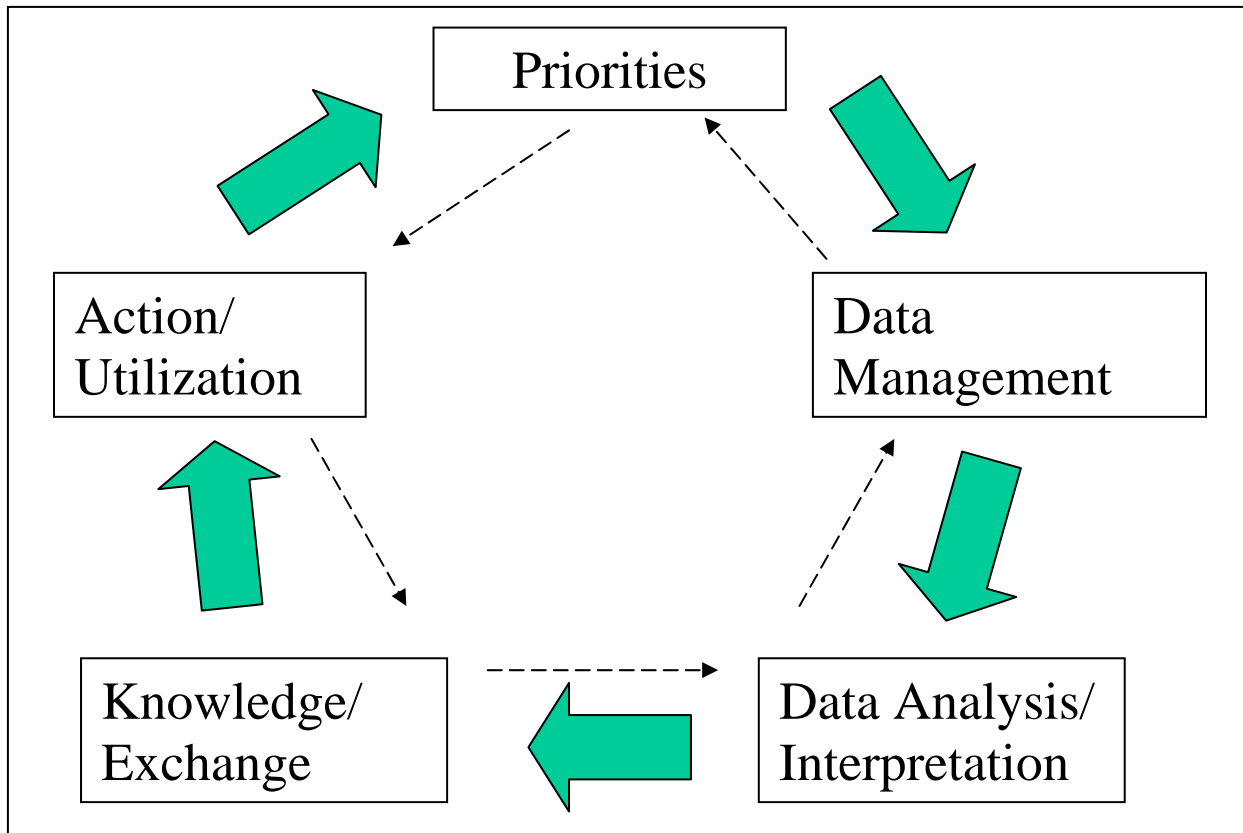 Priorities
Action/
Utilization
Data
Management
Knowledge/
Exchange
Data Analysis/
Interpretation